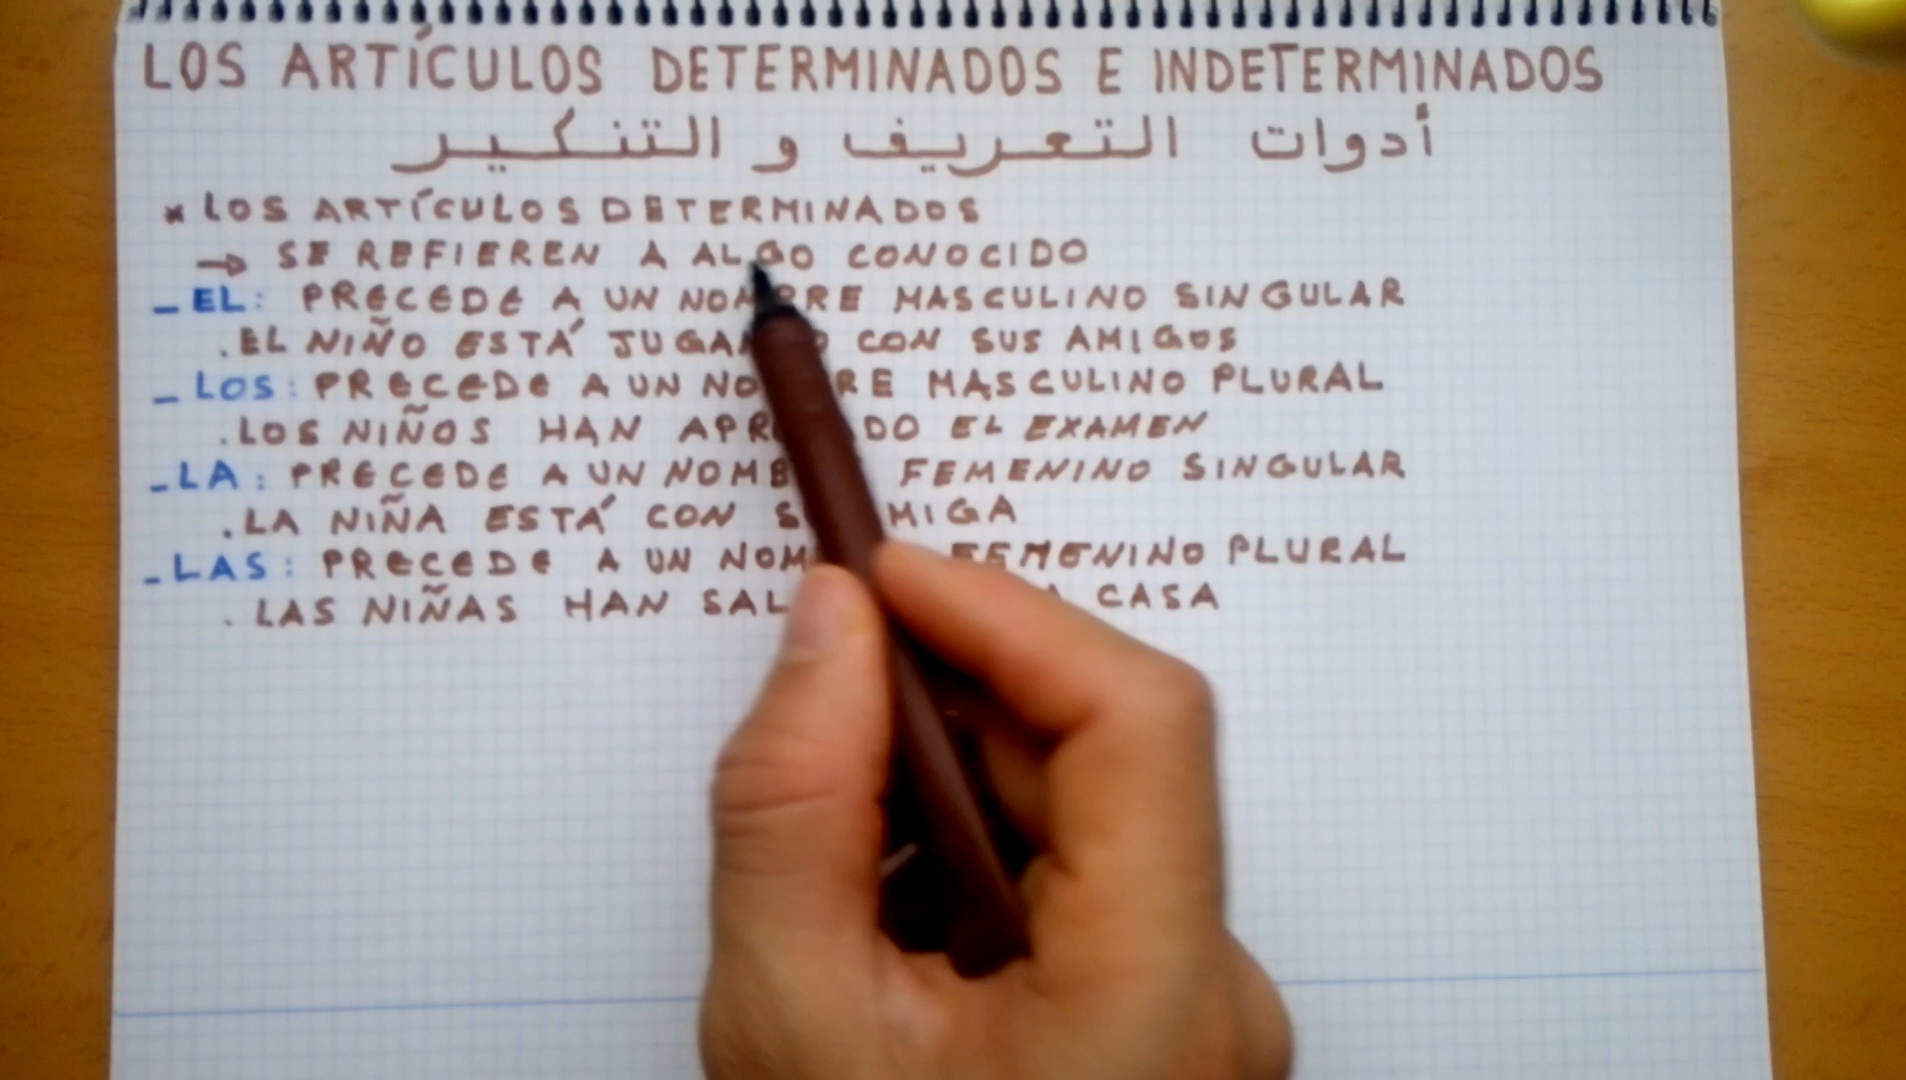 LOS ARTÍCULOS DETERMINADOS E INDETERMINADOS
أدوات التعريف و التنكير
* LOS ARTÍCULOS DETERMINADOS
→ SE REFIEREN A ALGO CONOCIDO
_ EL: PRECEDE A UN NOMBRE MASCULINO SINGULAR
.EL NIÑO ESTÁ JUGANDO CON SUS AMIGOS
_ LOS: PRECEDE A UN NOMBRE MASCULINO PLURAL
.LOS NIÑOS HAN EL EXAMEN
_LA: PRECEDE A UN NOMBRE FEMENINO SINGULAR
.LA NIÑA ESTÁ CON SU AMIGA
_LAS: PRECEDE A UN NOMBRE FEMENINO PLURAL
. LAS NIÑAS HAN CASA